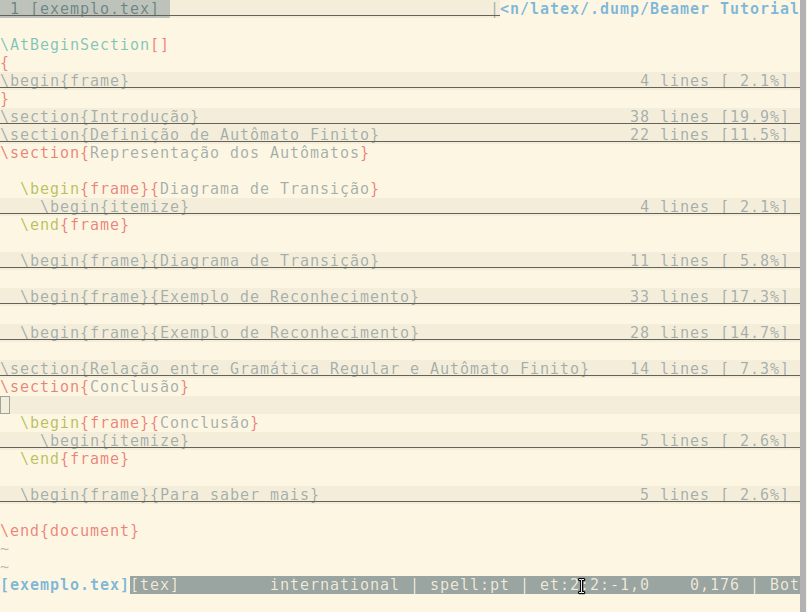 1 [exemplo.tex] |<n/latex/.dump/Beamer Tutorial
\AtBeginSection[]
{
\begin{frame} 4 lines [ 2.1%]
}
\section{Introdução} 38 lines [19.9%]
\section{Definição de Autômato Finito} 22 lines [11.5%]
\section{Representação dos Autômatos}
\begin{frame}{Diagrama de Transição}
\begin{itemize} 4 lines [ 2.1%]
\end{frame}
\begin{frame}{Diagrama de Transição} 11 lines [ 5.8%]
\begin{frame}{Exemplo de Reconhecimento} 33 lines [17.3%]
\begin{frame}{Exemplo de Reconhecimento} 28 lines [14.7%]
\section{Relação entre Gramática Regular e Autômato Finito} 14 lines [ 7.3%]
\section{Conclusão}
\begin{frame}{Conclusão}
\begin{itemize} 5 lines [ 2.6%]
\end{frame}
\begin{frame}{Para saber mais} 5 lines [ 2.6%]
\end{document}
~
~
[exemplo.tex][tex] international | spell:pt | 0,176 | Bot